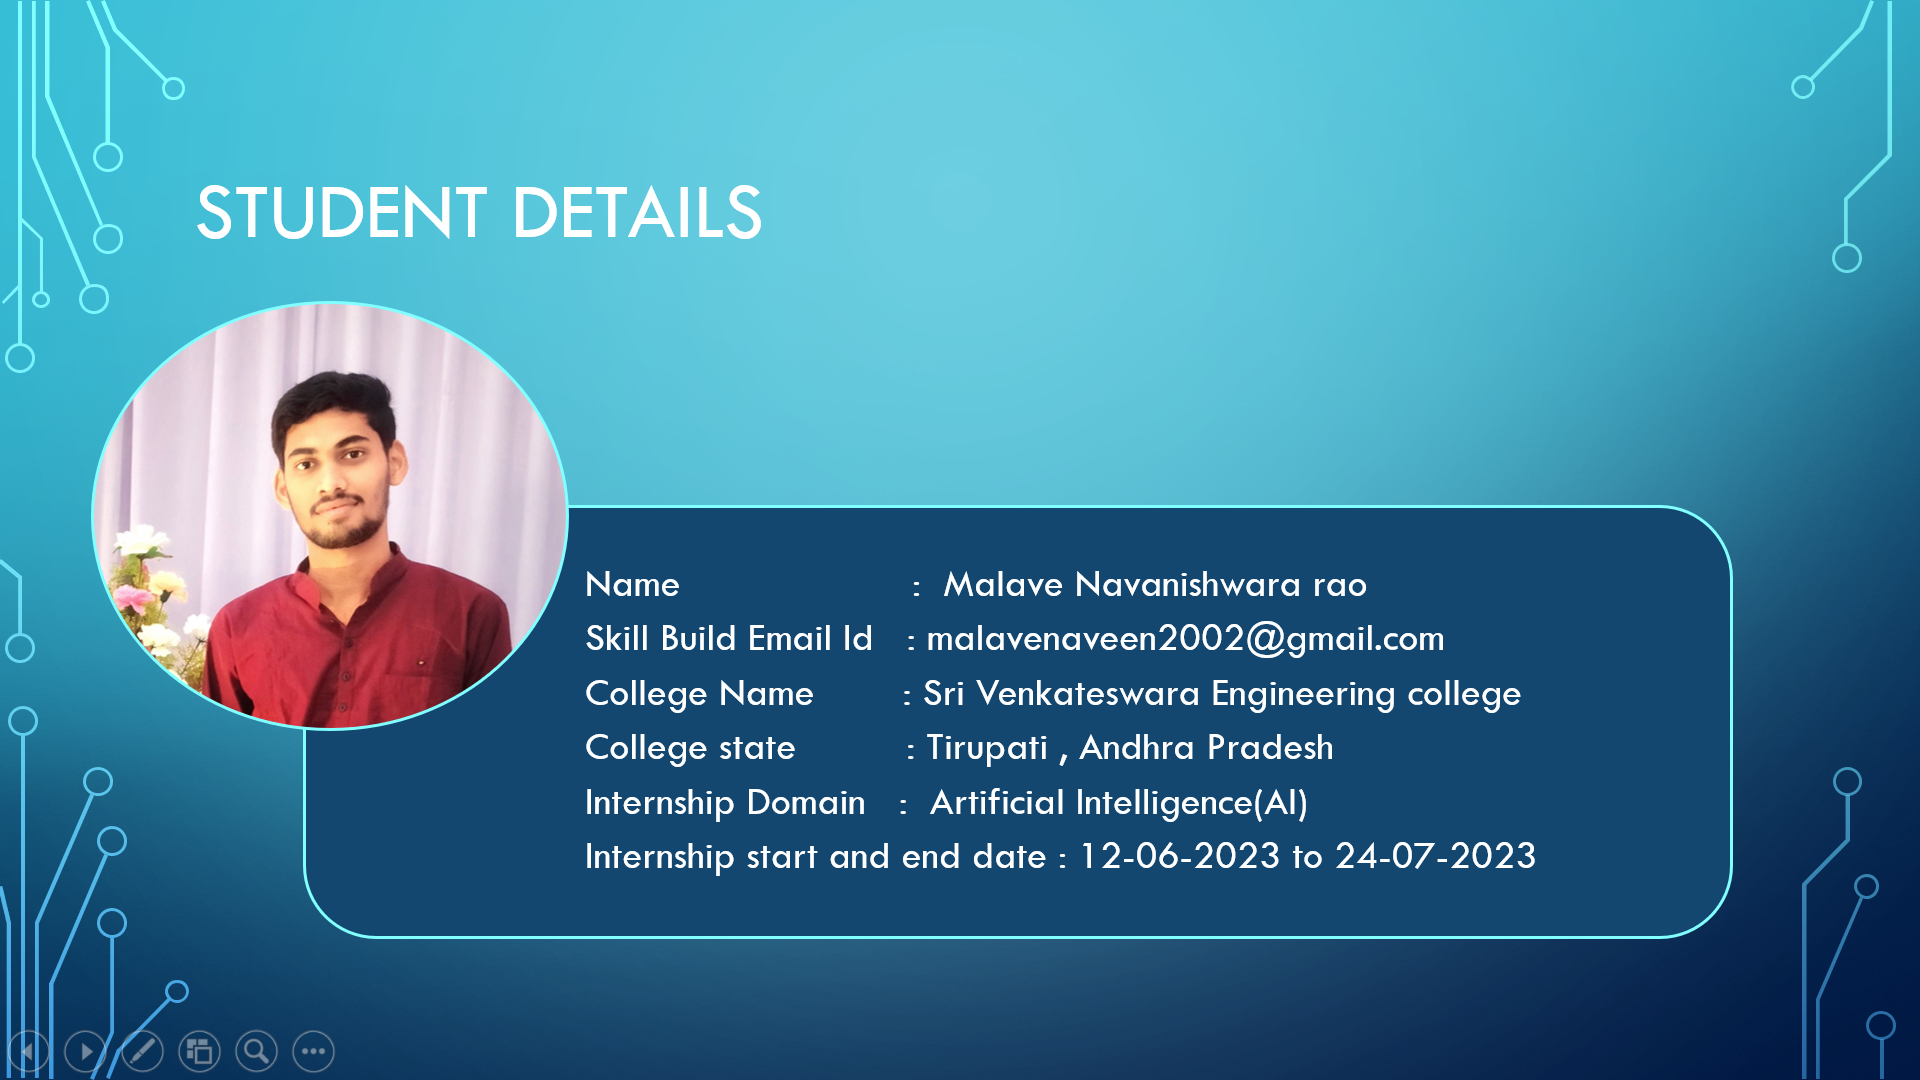 STUDENT DETAILS
Name : Malave Navanishwara rao
Skill Build Email Id : malavenaveen2002@gmail.com
College Name : Sri Venkateswara Engineering college
College state : Tirupati , Andhra Pradesh
Internship Domain : Artificial Intelligence(AI)
Internship start and end date : 12-06-2023 to 24-07-2023